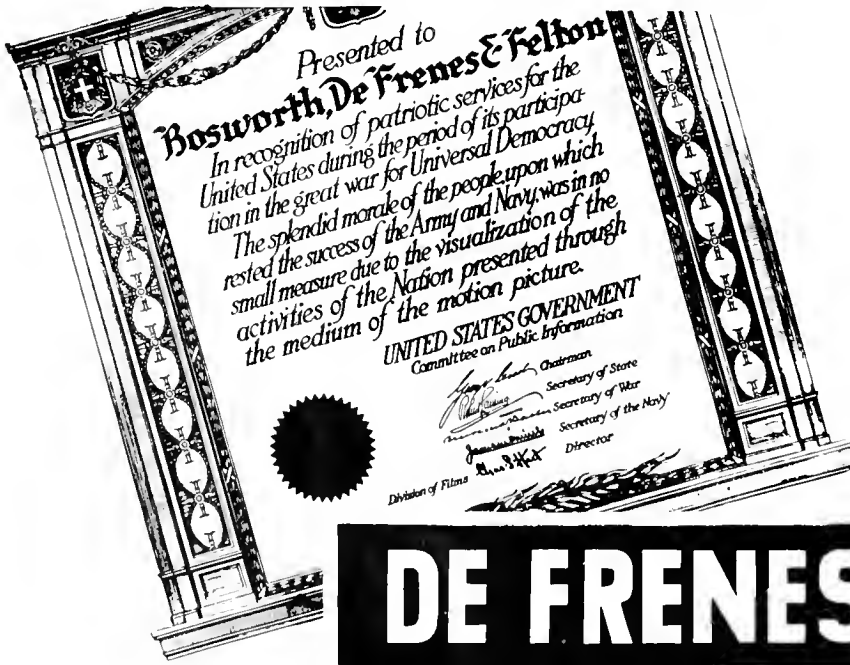 Presented to
Bosworth, De Frenes & Felton
In recognition of patriotic services for the
United States during the period of its participa-
tion in the great war for Universal Democracy
The splendid morale of the people, upon which
rested the success of the Army and Navy, was in no
small measure due to the visualization of the
activities of the Nation presented through
the medium of the motion picture.
UNITED STATES GOVERNMENT
Committee on Public Information
Chairman
Secretary of State
Secretary of War
Secretary of the Navy
Division of Films Director
DE FRENES